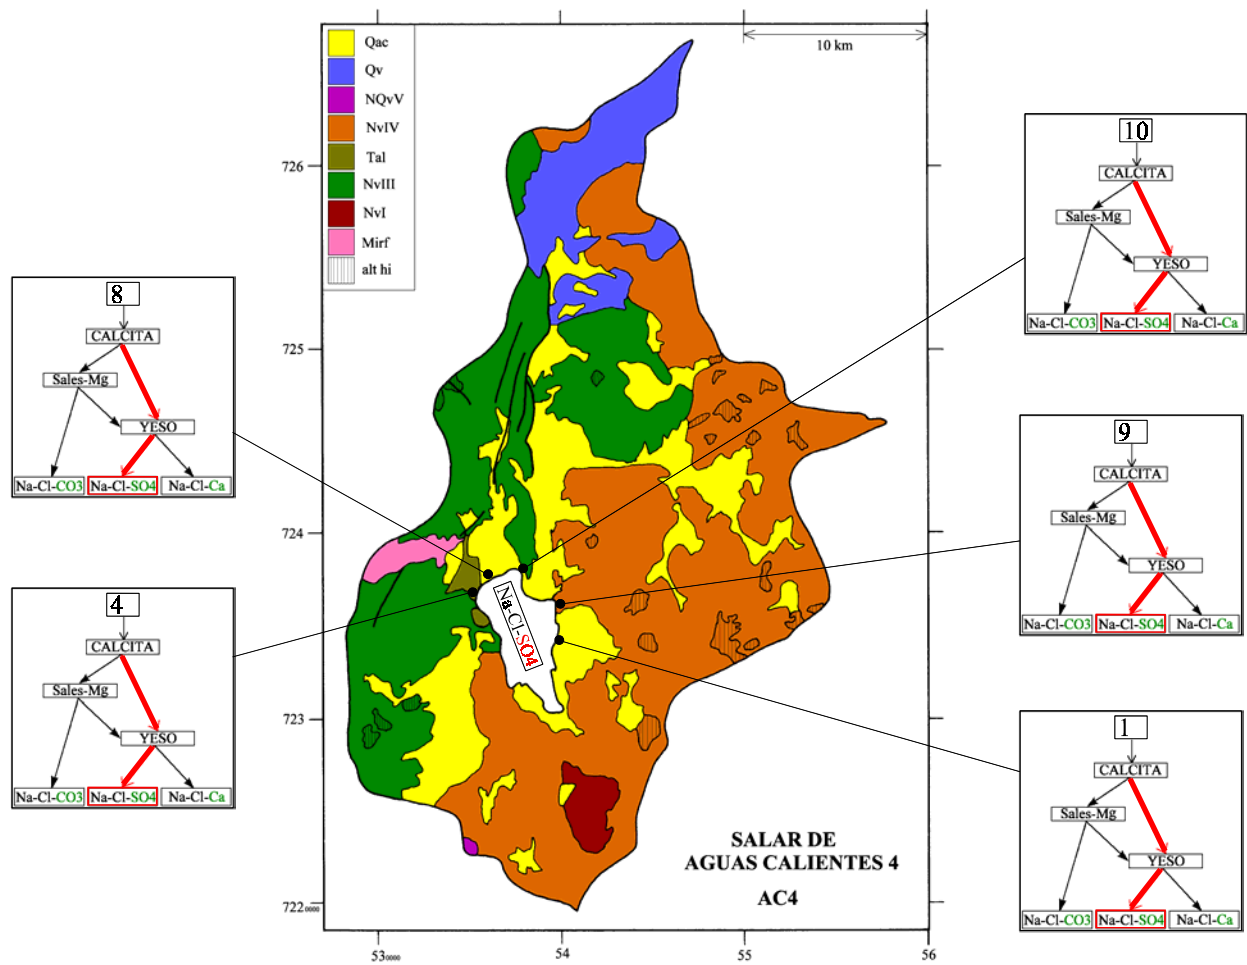 Qac
Qv
NQvV
NvIV
Tal
NvIII
NvI
Mirf
alt hi
10 km
726
725
724
723
7220000
530000
54
55
56
Na-Cl-SO4
SALAR DE
AGUAS CALIENTES 4
AC4
8
CALCITA
Sales-Mg
YESO
Na-Cl-CO3 Na-Cl-SO4 Na-Cl-Ca
4
CALCITA
Sales-Mg
YESO
Na-Cl-CO3 Na-Cl-SO4 Na-Cl-Ca
10
CALCITA
Sales-Mg
YESO
Na-Cl-CO3 Na-Cl-SO4 Na-Cl-Ca
9
CALCITA
Sales-Mg
YESO
Na-Cl-CO3 Na-Cl-SO4 Na-Cl-Ca
1
CALCITA
Sales-Mg
YESO
Na-Cl-CO3 Na-Cl-SO4 Na-Cl-Ca